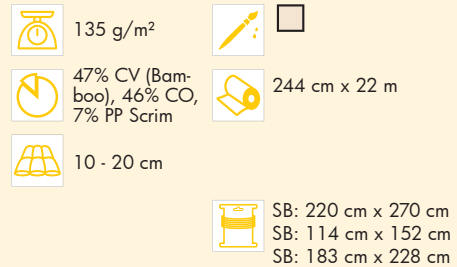 135 g/m²
47% CV (Bam-
boo), 46% CO,
7% PP Scrim
244 cm x 22 m
10 - 20 cm
SB: 220 cm x 270 cm
SB: 114 cm x 152 cm
SB: 183 cm x 228 cm